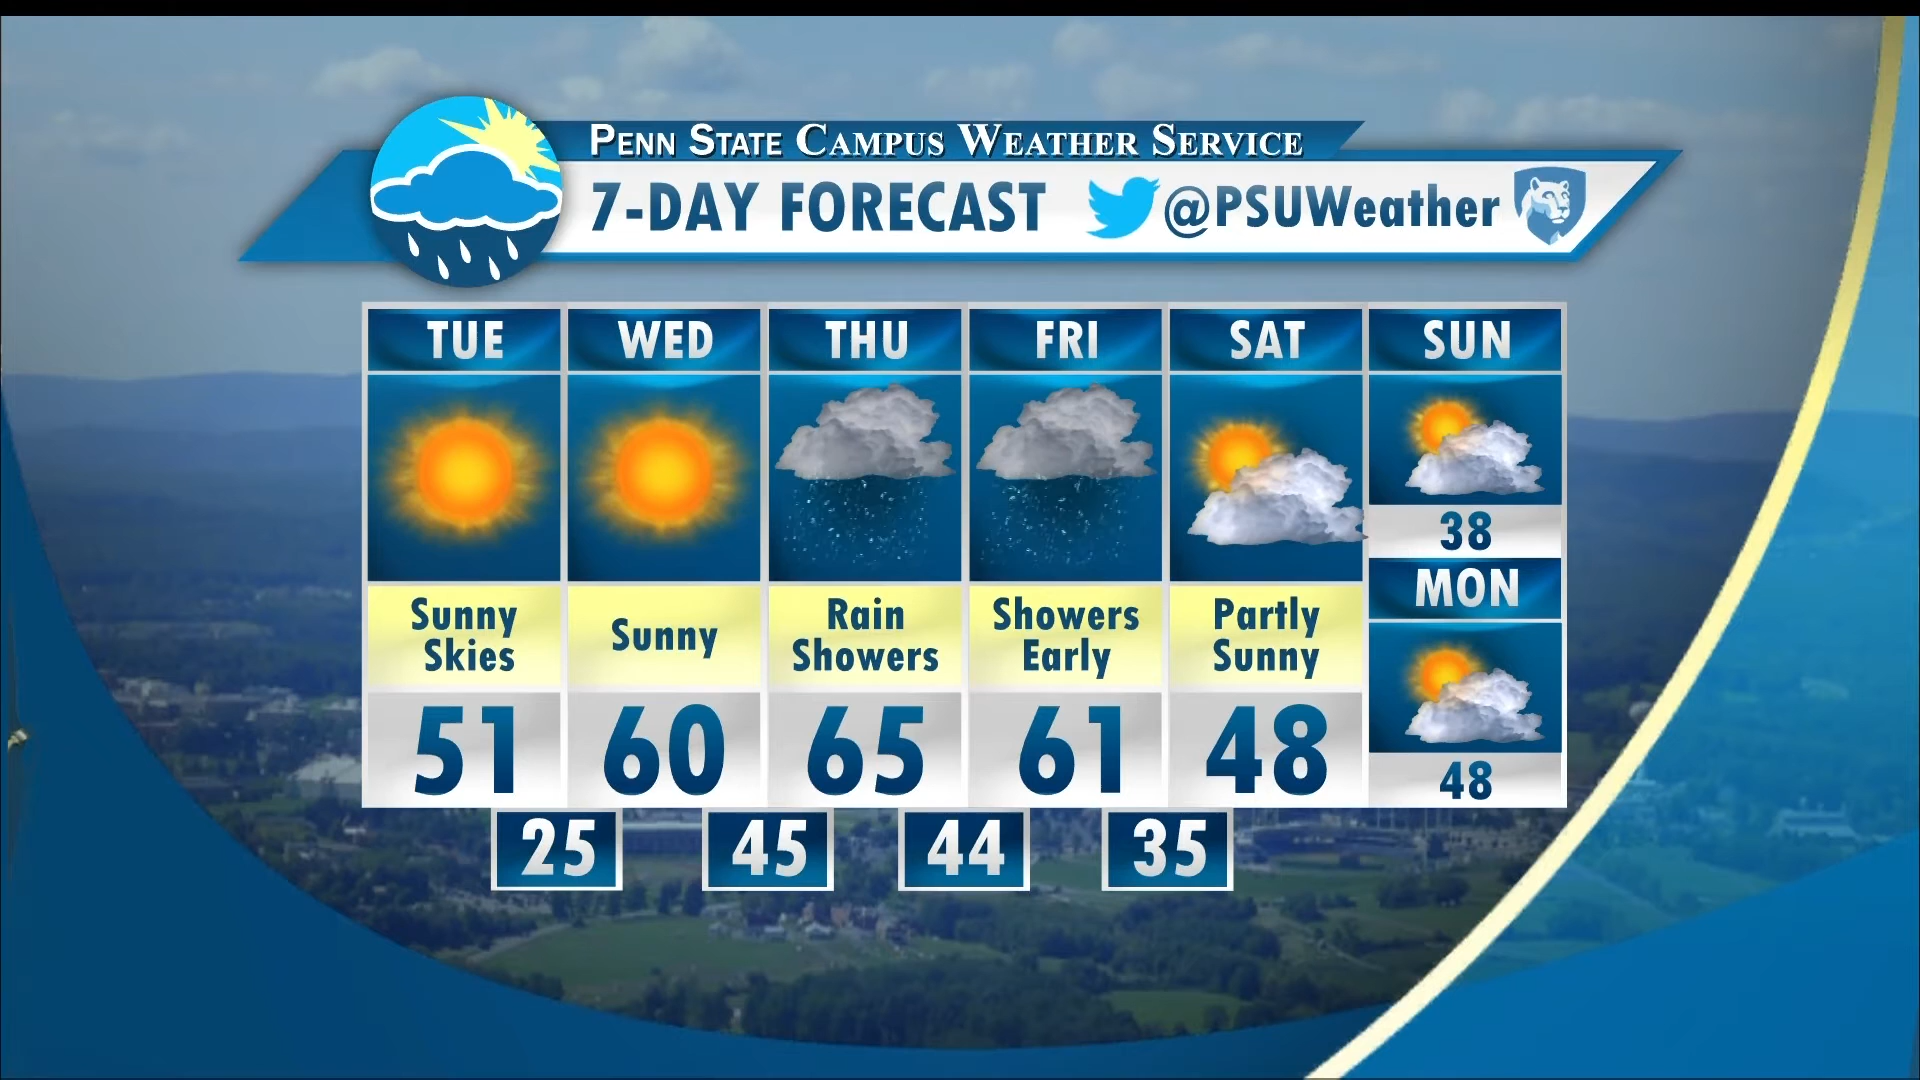 PENN STATE CAMPUS WEATHER SERVICE
7-DAY FORECAST @PSUWeather
TUE WED THU FRI SAT SUN
38
MON
Sunny
Skies
Sunny
Rain
Showers
Showers
Early
Partly
Sunny
51 60 65 61 48 48
25 45 44 35